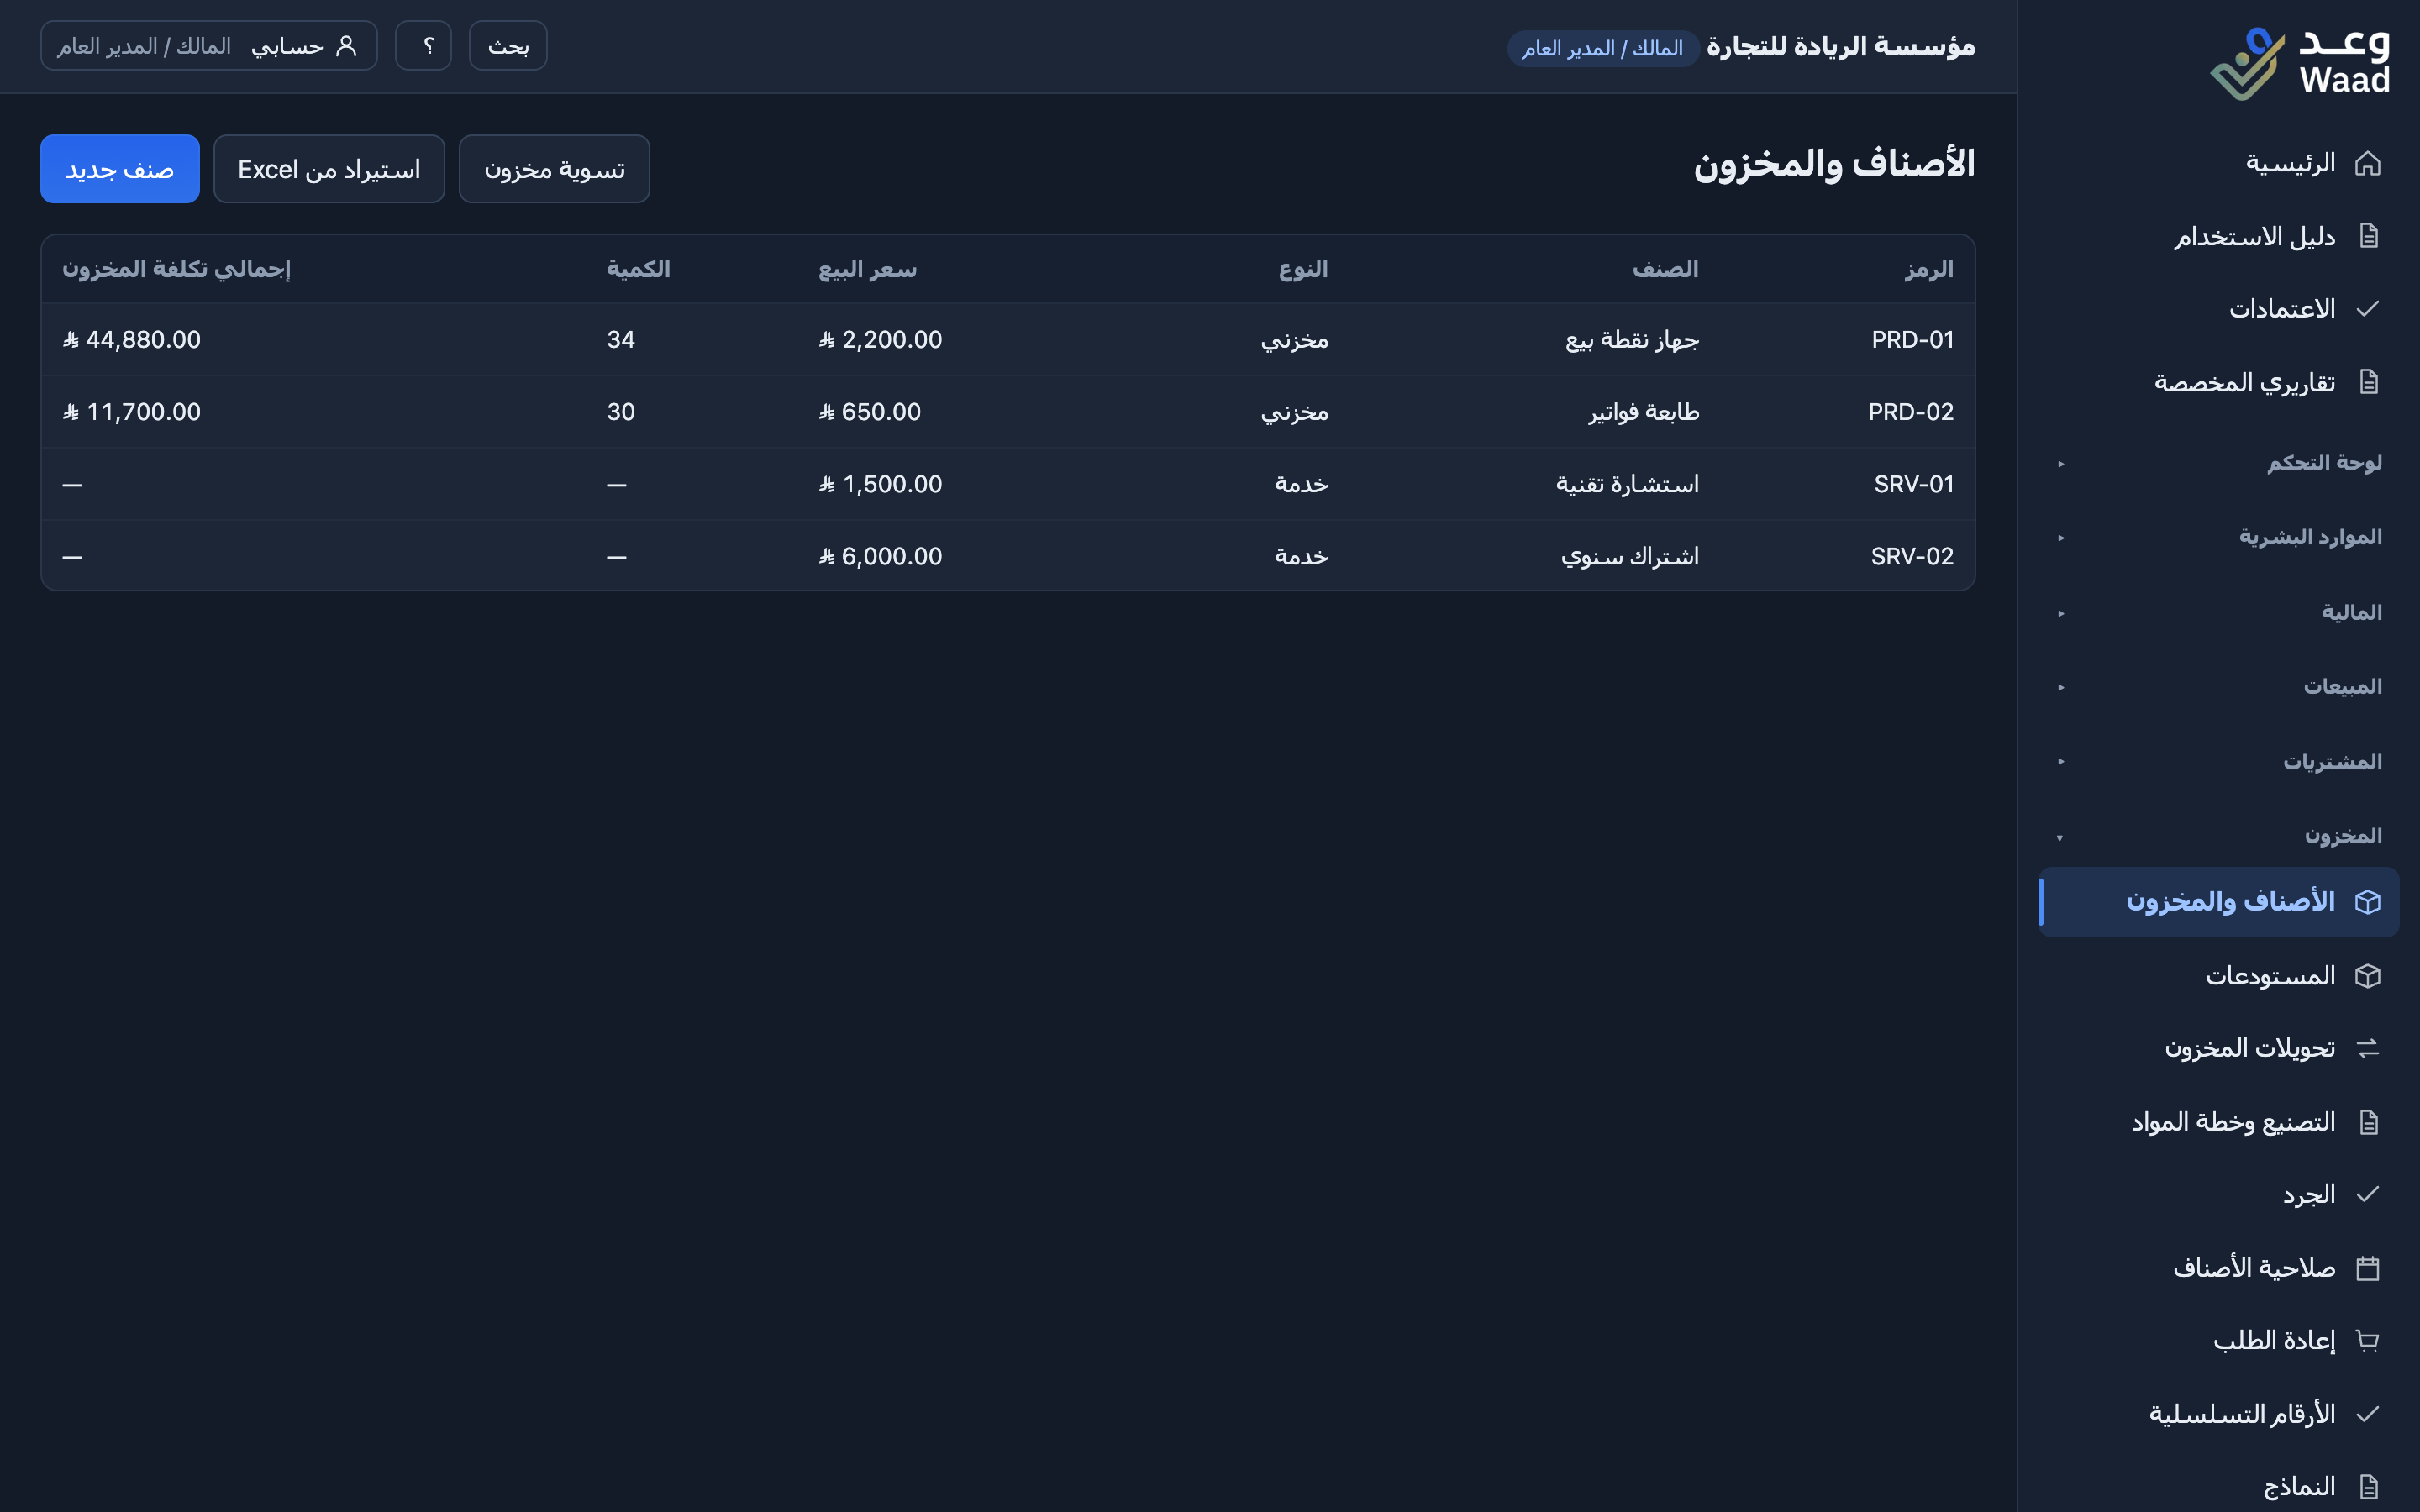 وعـد
Waad
الرئيسية
دليل الاستخدام
الاعتمادات
تقاريري المخصصة
لوحة التحكم
الموارد البشرية
المالية
المبيعات
المشتريات
المخزون
الأصناف والمخزون
المستودعات
تحويلات المخزون
التصنيع وخطة المواد
الجرد
صلاحية الأصناف
إعادة الطلب
الأرقام التسلسلية
النماذج
مؤسسة الريادة للتجارة المالك / المدير العام
بحث ؟ حسابي المالك / المدير العام
الأصناف والمخزون
تسوية مخزون استيراد من Excel صنف جديد
الرمز الصنف النوع سعر البيع الكمية إجمالي تكلفة المخزون
PRD-01 جهاز نقطة بيع مخزني 2,200.00 ⃁ 34 44,880.00 ⃁
PRD-02 طابعة فواتير مخزني 650.00 ⃁ 30 11,700.00 ⃁
SRV-01 استشارة تقنية خدمة 1,500.00 ⃁ — —
SRV-02 اشتراك سنوي خدمة 6,000.00 ⃁ — —